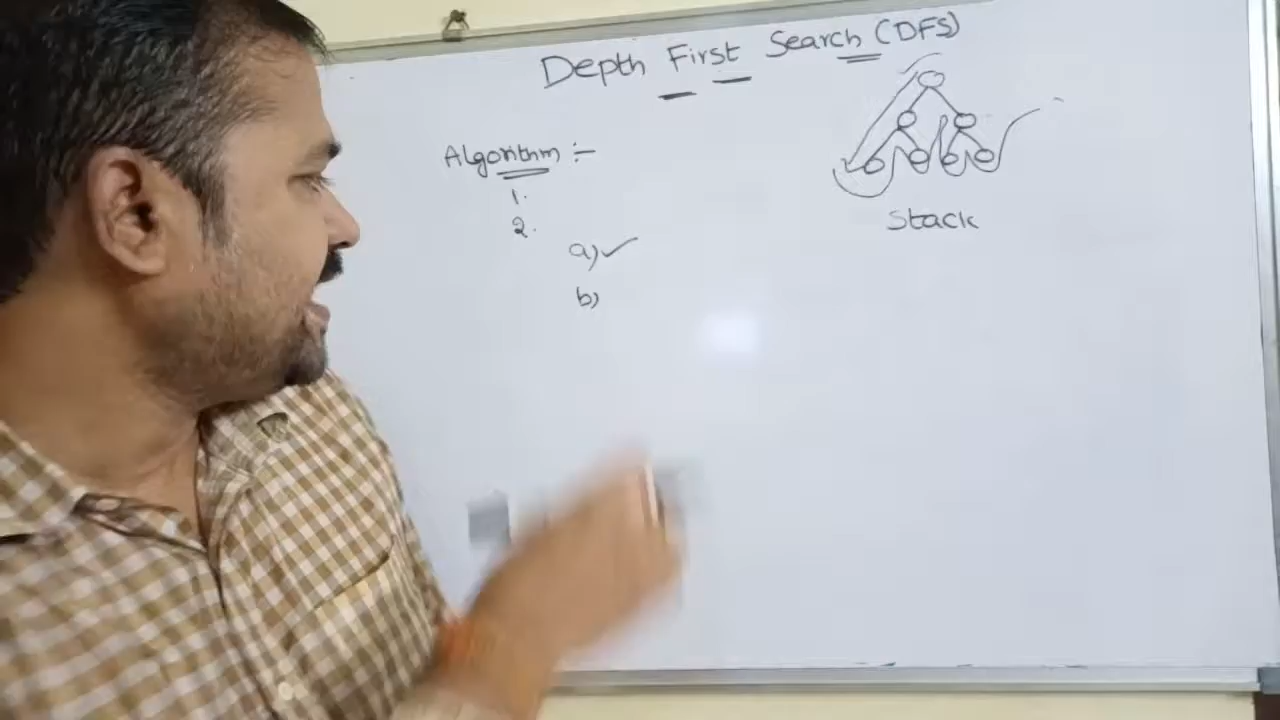 Depth First Search (DFS)
Algorithm :-
1.
2.
a) ✓
b)
Stack